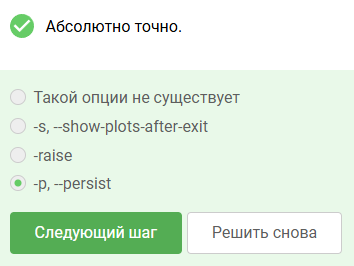 Абсолютно точно.
Такой опции не существует
-s, --show-plots-after-exit
-raise
-p, --persist
Следующий шаг
Решить снова